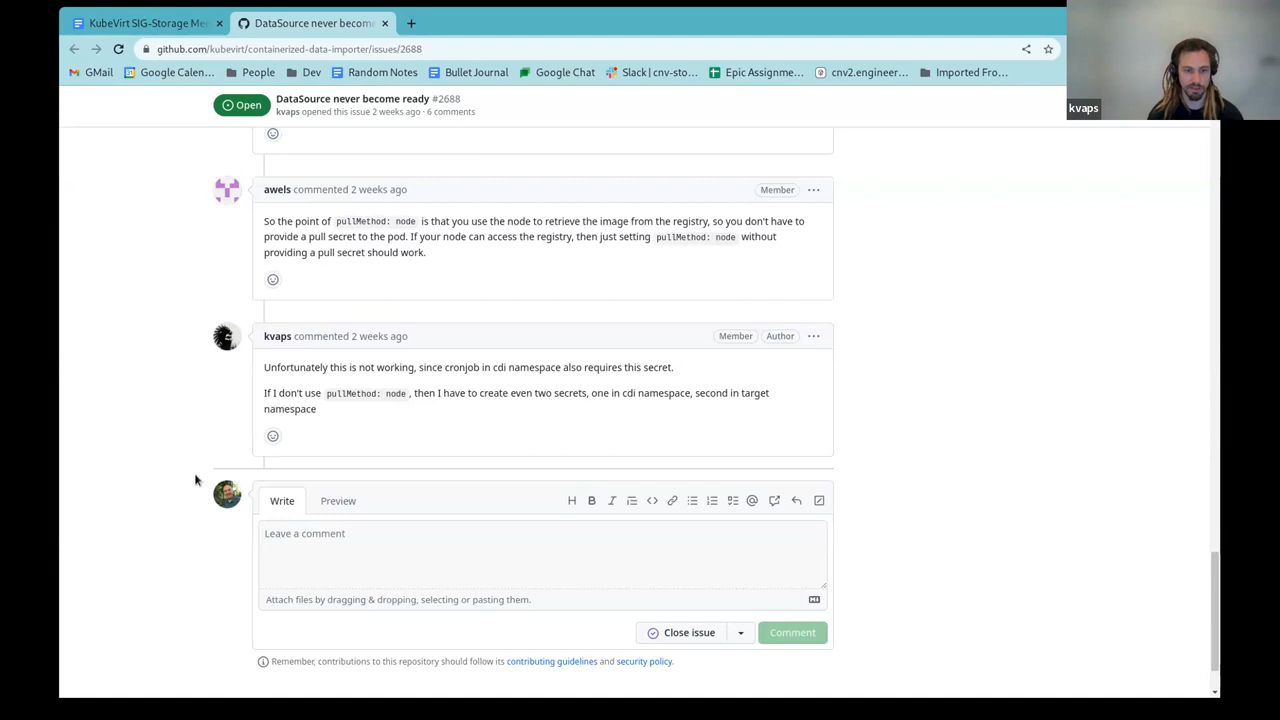 KubeVirt SIG-Storage Me
DataSource never becom
github.com/kubevirt/containerized-data-importer/issues/2688
GMail
Google Calen...
People
Dev
Random Notes
Bullet Journal
Google Chat
Slack | cnv-sto...
Epic Assignme...
cnv2.engineer...
Imported Fro...
kvaps
Open
DataSource never become ready #2688
kvaps opened this issue 2 weeks ago · 6 comments
awels commented 2 weeks ago
Member
So the point of pullMethod: node is that you use the node to retrieve the image from the registry, so you don't have to
provide a pull secret to the pod. If your node can access the registry, then just setting pullMethod: node without
providing a pull secret should work.
kvaps commented 2 weeks ago
Member
Author
Unfortunately this is not working, since cronjob in cdi namespace also requires this secret.
If I don't use pullMethod: node, then I have to create even two secrets, one in cdi namespace, second in target
namespace
Write
Preview
Leave a comment
Attach files by dragging & dropping, selecting or pasting them.
Close issue
Comment
Remember, contributions to this repository should follow its contributing guidelines and security policy.